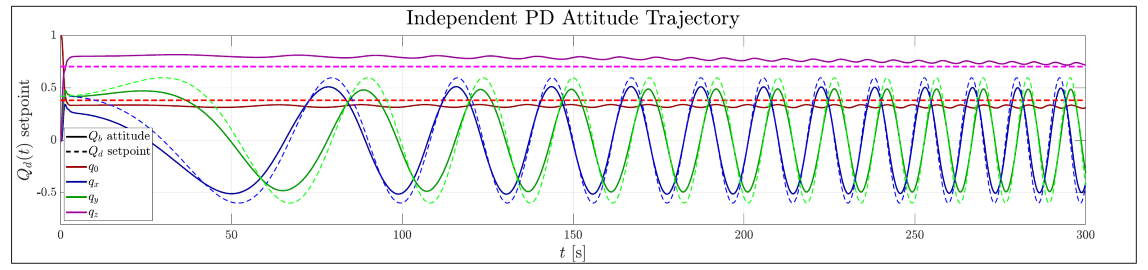 Independent PD Attitude Trajectory
1
0.5
0
-0.5
Q_d(t) setpoint
Q_b attitude
Q_d setpoint
q_0
q_x
q_y
q_z
0 50 100 150 200 250 300
t [s]